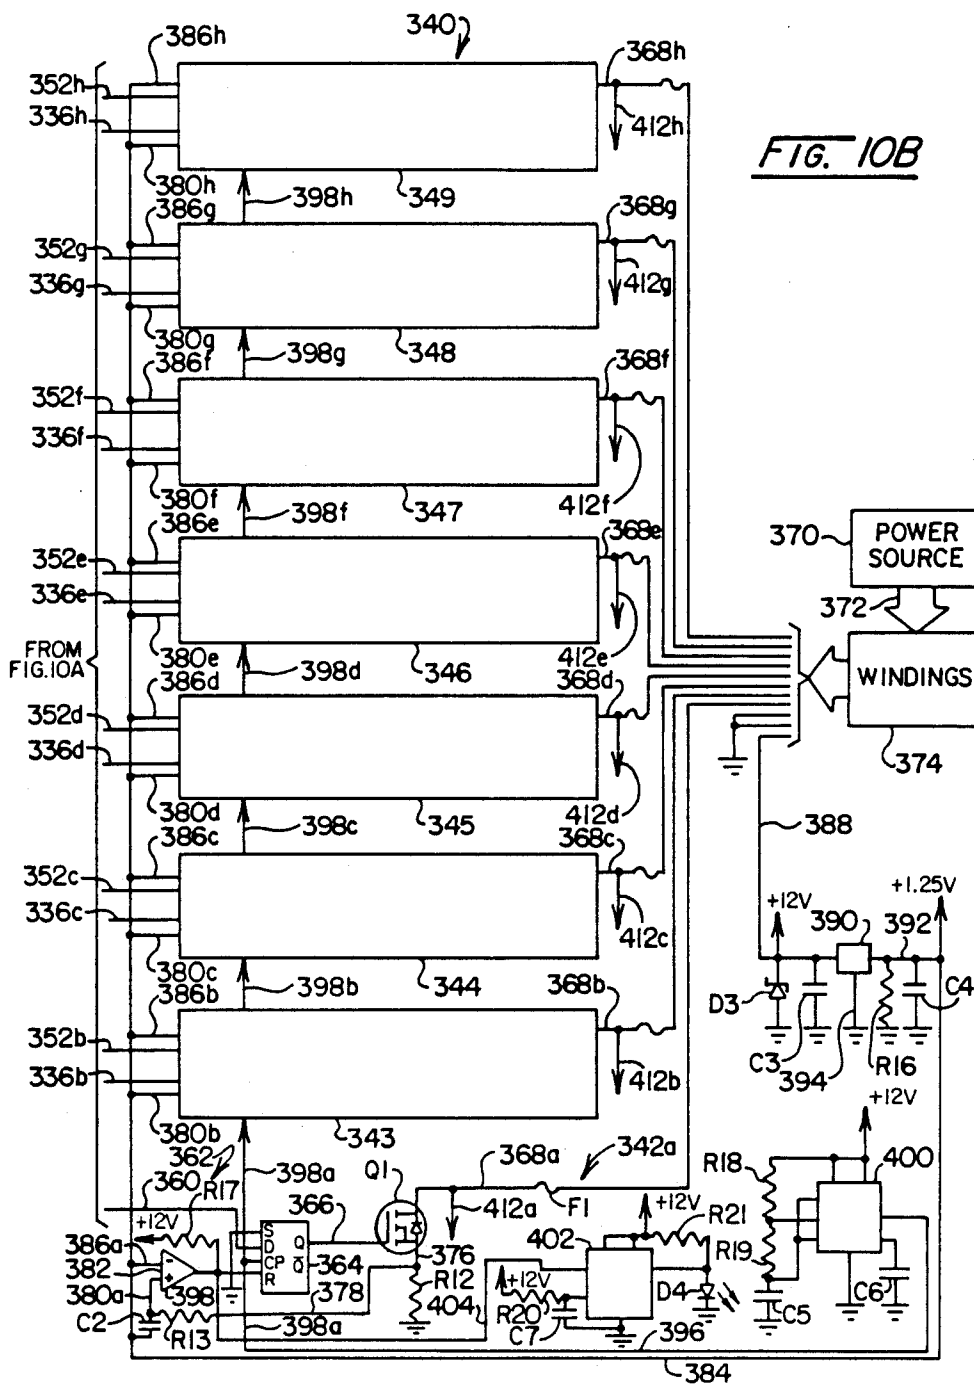 340
386h
368h
352h
336h
412h
FIG. 10B
380h
398h
349
386g
368g
352g
336g
412g
380g
398g
348
386f
368f
352f
336f
380f
398f
347
412f
386e
368e
352e
336e
370
POWER
SOURCE
372
FROM
FIG.10A
380e
398d
346
412e
386d
368d
WINDINGS
352d
336d
374
380d
398c
345
412d
386c
368c
388
352c
336c
412c
+1.25V
+12V
390
392
380c
398b
344
386b
368b
D3
C4
352b
336b
C3
394
R16
412b
+12V
380b
343
362
342a
360
R17
398a
Q1
368a
R18
400
366
F1
412a
+12V
R21
+12V
386a
S
D
CP
R
Q
Q̅
364
376
402
R19
382
380a
398
378
R12
+12V
404
R20
D4
C6
C2
R13
398a
C7
C5
396
384